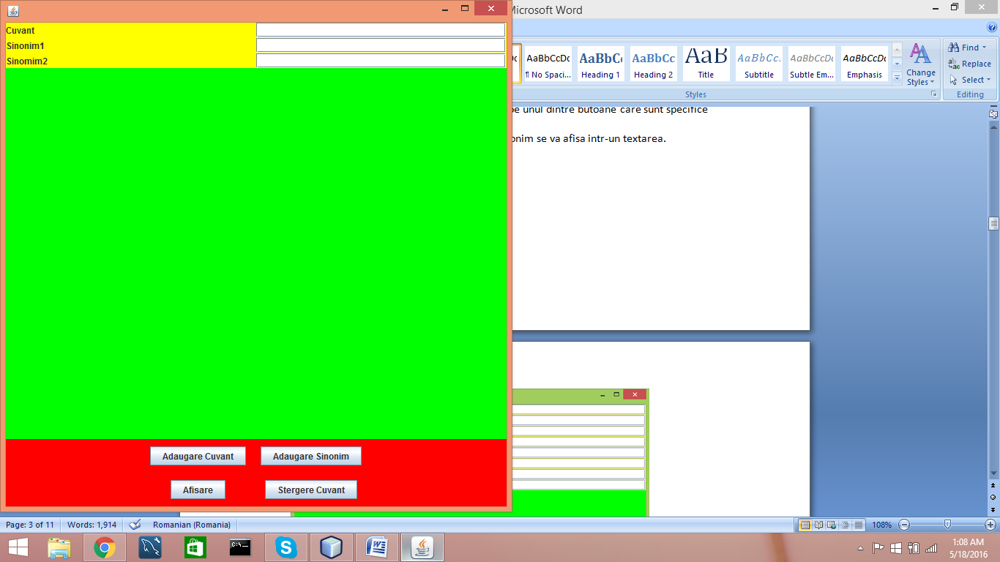 Microsoft Word
Cuvant
Sinonim1
Sinomim2
AaBbCcDc
AaBbCc
AaBbCc
AaB
AaBbCc.
AaBbCcDc
AaBbCcDc
¶ No Spaci...
Heading 1
Heading 2
Title
Subtitle
Subtle Em...
Emphasis
Change
Styles
Styles
Find
Replace
Select
Editing
pe unul dintre butoane care sunt specifice
onim se va afisa intr-un textarea.
Adaugare Cuvant
Adaugare Sinonim
Afisare
Stergere Cuvant
Page: 3 of 11
Words: 1,914
Romanian (Romania)
108%
1:08 AM
5/18/2016